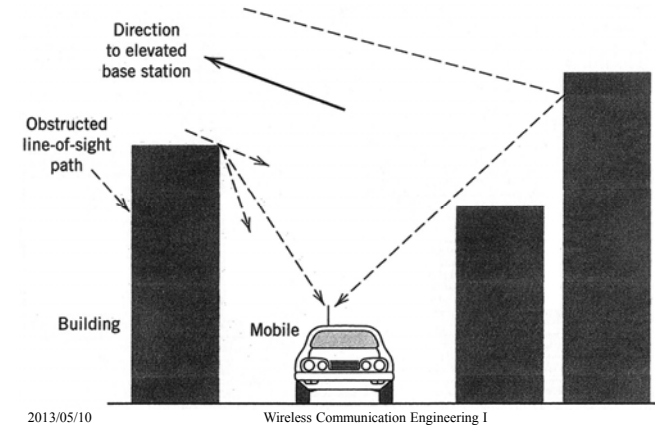 Direction
to elevated
base station
Obstructed
line-of-sight
path
Building
Mobile
2013/05/10
Wireless Communication Engineering I